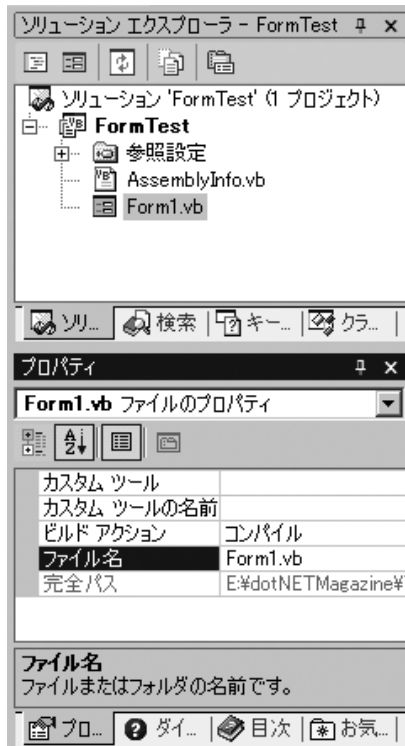 ソリューション エクスプローラ - FormTest
ソリューション 'FormTest' (1 プロジェクト)
FormTest
参照設定
AssemblyInfo.vb
Form1.vb
ソリ... 検索 キー... クラ...
プロパティ
Form1.vb ファイルのプロパティ
カスタム ツール
カスタム ツールの名前
ビルド アクション コンパイル
ファイル名 Form1.vb
完全パス E:¥dotNETMagazine¥
ファイル名
ファイルまたはフォルダの名前です。
プロ... ダイ... 目次 お気...